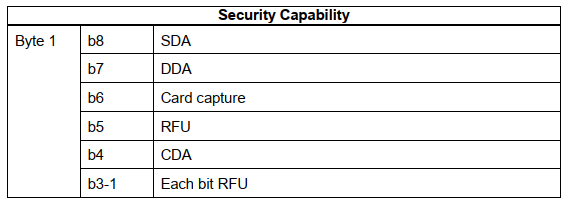 Security Capability
Byte 1 b8 SDA
b7 DDA
b6 Card capture
b5 RFU
b4 CDA
b3-1 Each bit RFU